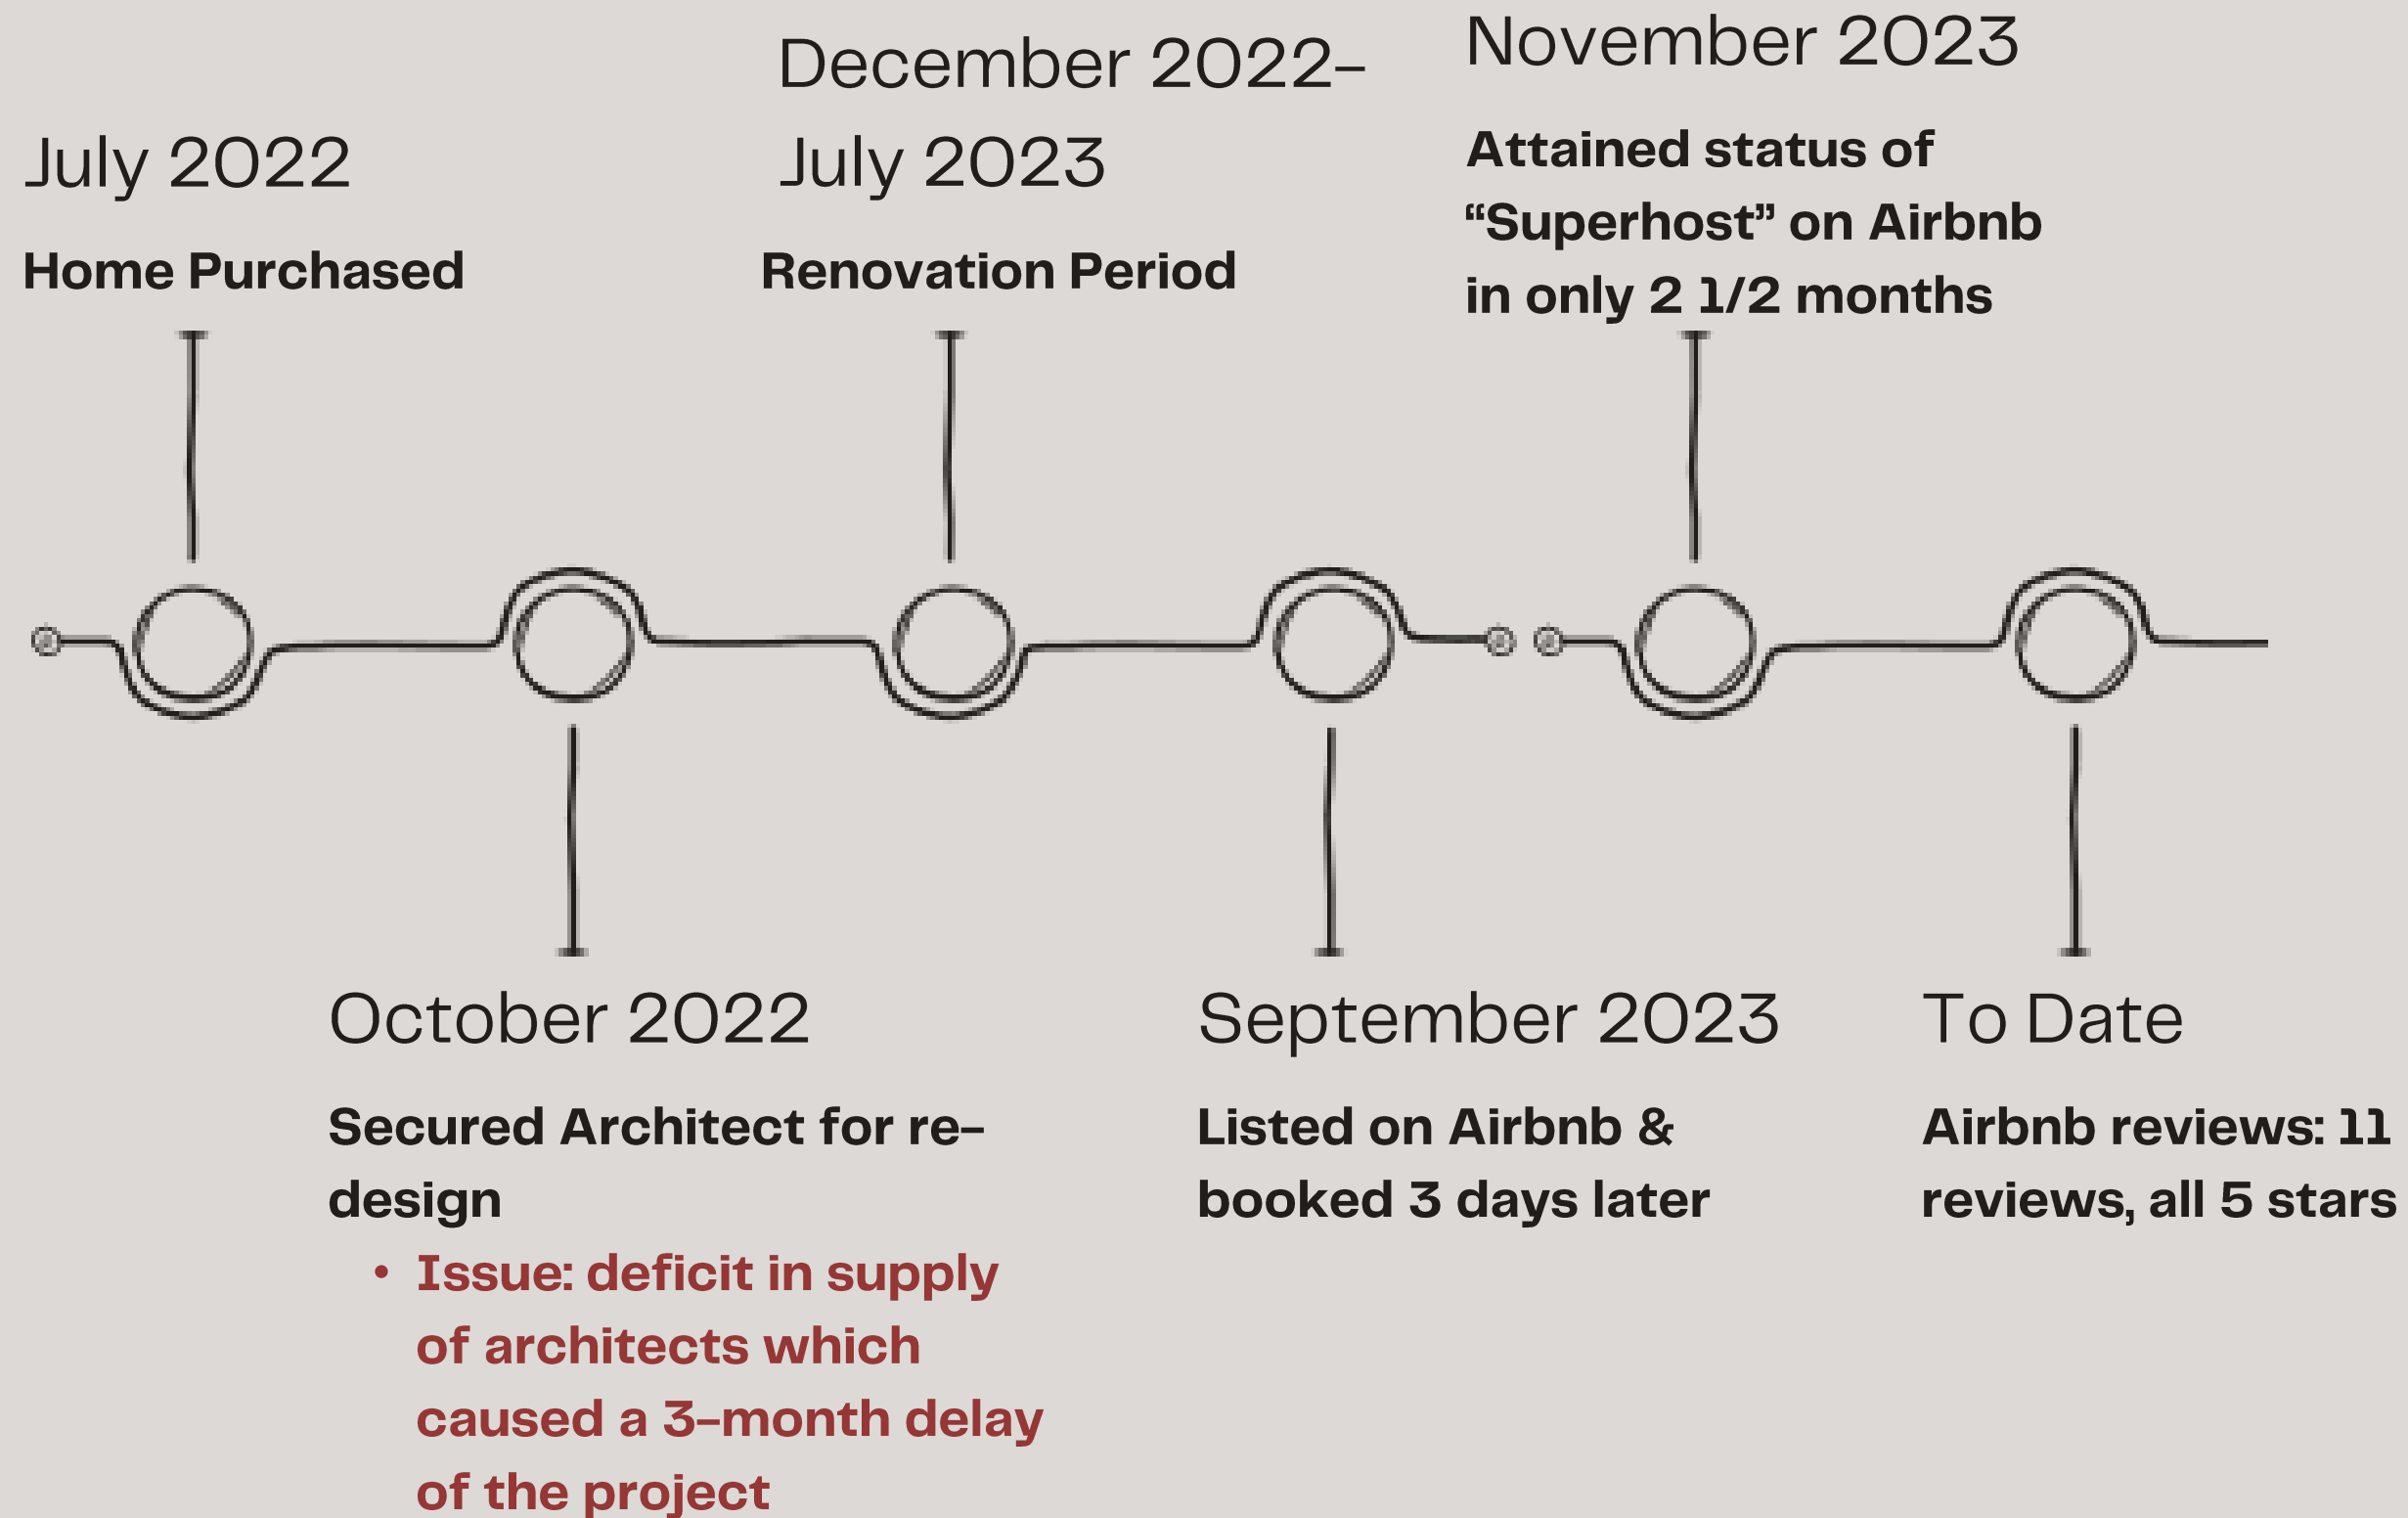 July 2022
Home Purchased
October 2022
Secured Architect for re-
design
• Issue: deficit in supply
of architects which
caused a 3-month delay
of the project
December 2022-
July 2023
Renovation Period
September 2023
Listed on Airbnb &
booked 3 days later
November 2023
Attained status of
“Superhost” on Airbnb
in only 2 1/2 months
To Date
Airbnb reviews: 11
reviews, all 5 stars